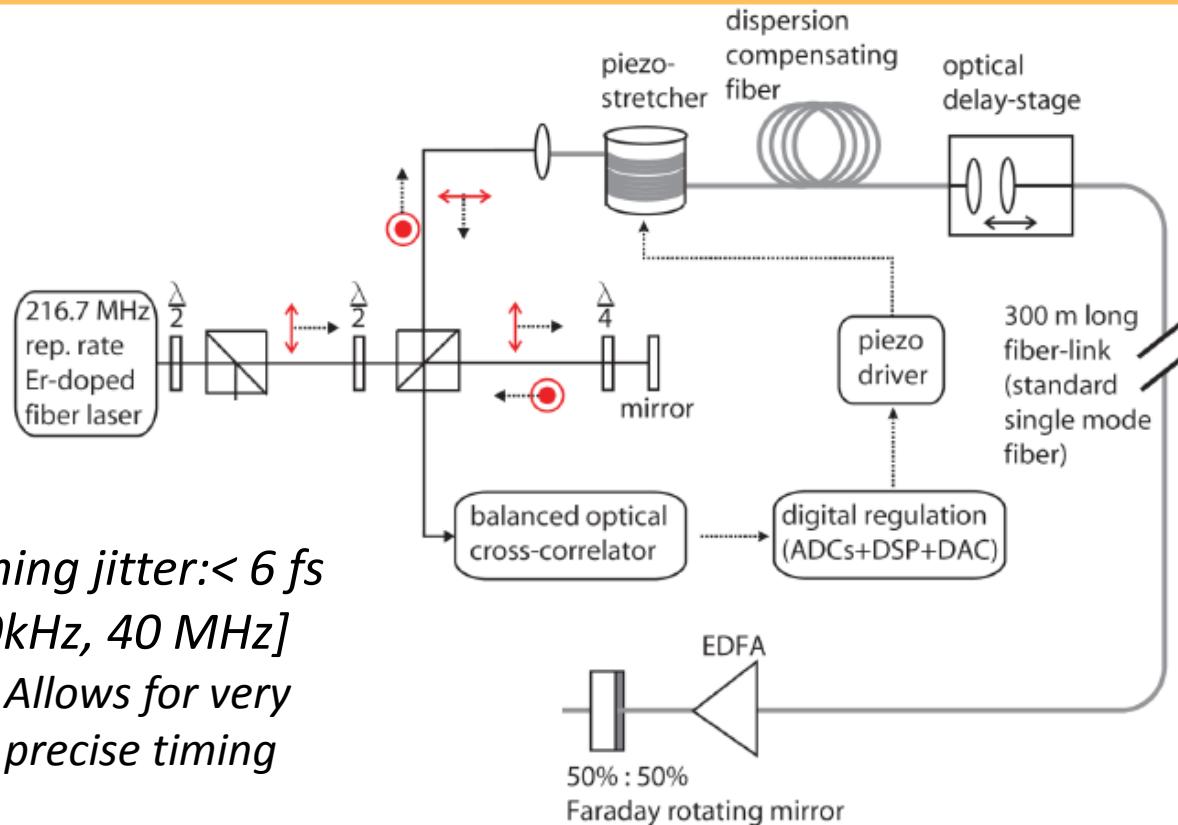 dispersion
compensating
fiber
piezo-
stretcher
optical
delay-stage
216.7 MHz
rep. rate
Er-doped
fiber laser
λ
2
λ
2
λ
4
mirror
piezo
driver
300 m long
fiber-link
(standard
single mode
fiber)
balanced optical
cross-correlator
digital regulation
(ADCs+DSP+DAC)
ning jitter:< 6 fs
kHz, 40 MHz]
Allows for very
precise timing
EDFA
50% : 50%
Faraday rotating mirror